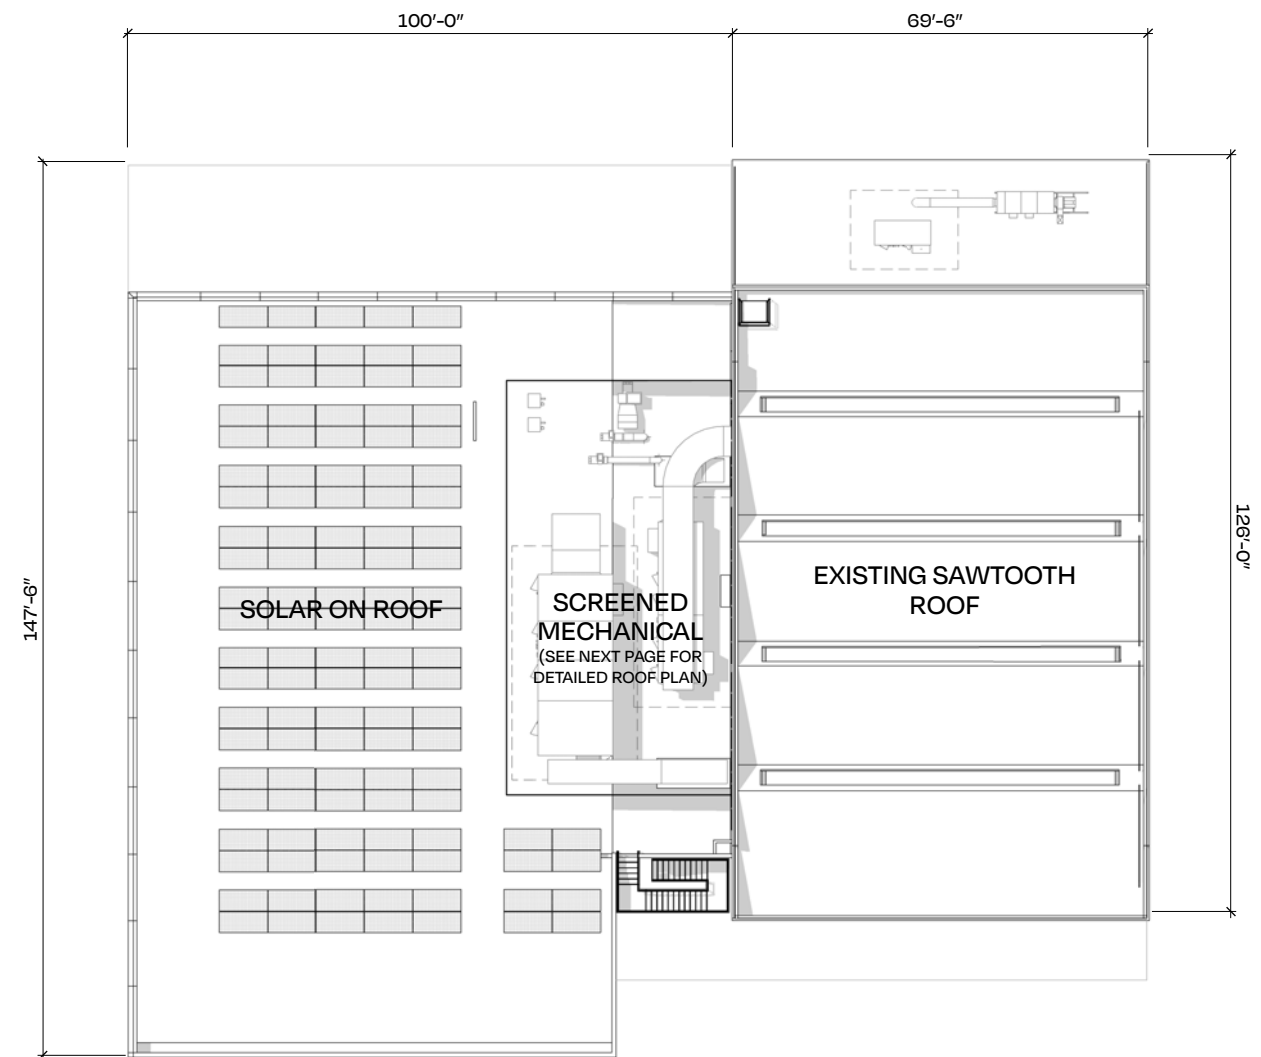 100’-0”
69’-6”
147’-6”
126’-0”
SOLAR ON ROOF
SCREENED
MECHANICAL
(SEE NEXT PAGE FOR
DETAILED ROOF PLAN)
EXISTING SAWTOOTH
ROOF